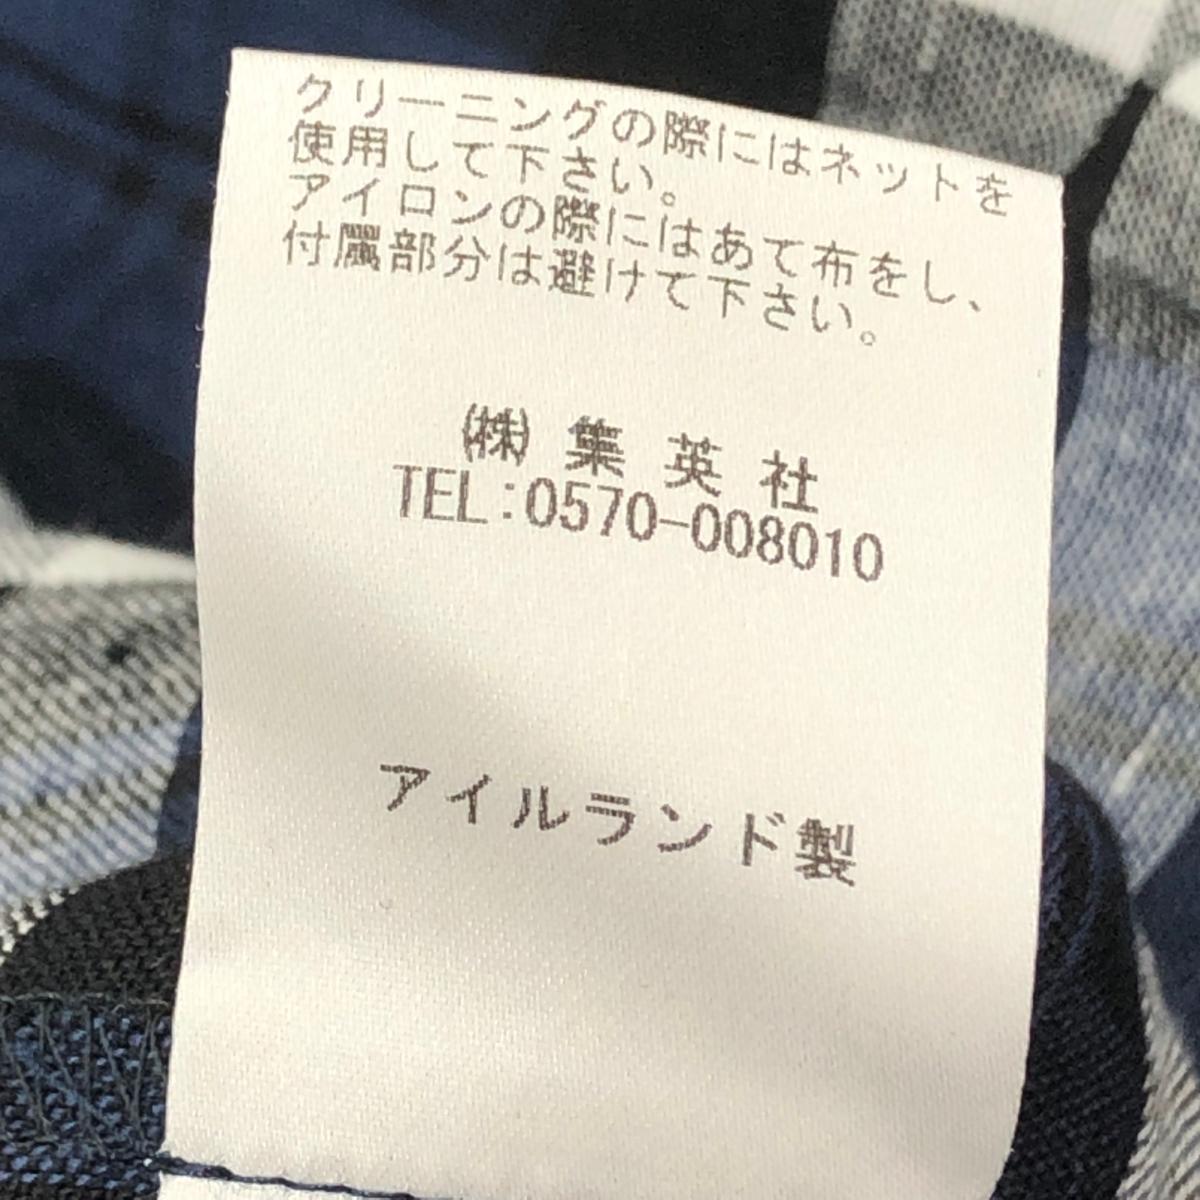 クリーニングの際にはネットを
使用して下さい。
アイロンの際にはあて布をし、
付属部分は避けて下さい。
㈱ 集 英 社
TEL:0570-008010
アイルランド製